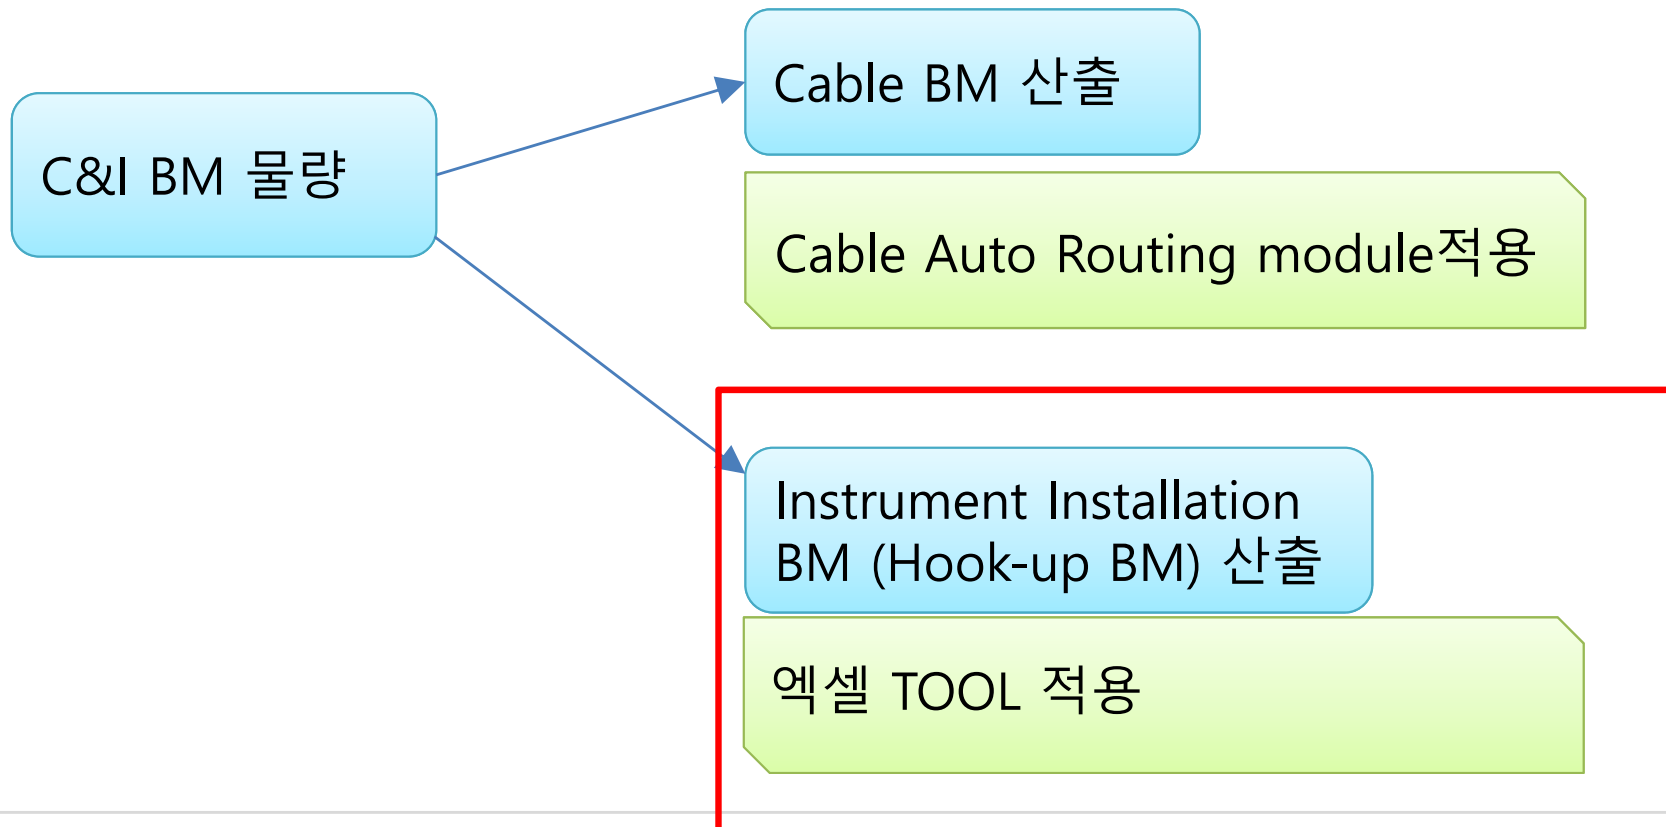 C&I BM 물량
Cable BM 산출
Cable Auto Routing module적용
Instrument Installation
BM (Hook-up BM) 산출
엑셀 TOOL 적용